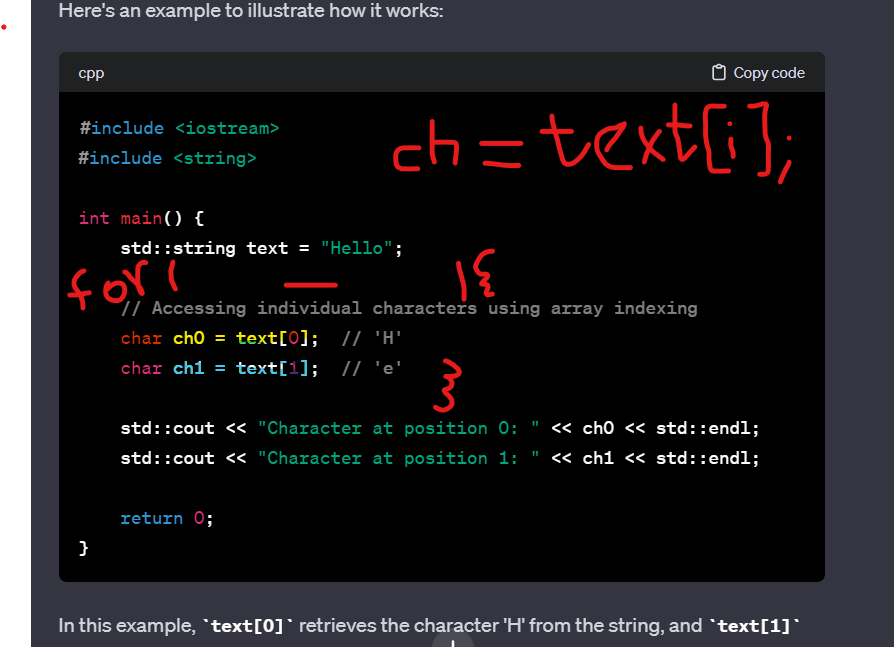 Here's an example to illustrate how it works:
cpp
Copy code
#include <iostream>
#include <string>
ch = text[i];
int main() {
std::string text = "Hello";
for( — ){
// Accessing individual characters using array indexing
char ch0 = text[0]; // 'H'
char ch1 = text[1]; // 'e'
}
std::cout << "Character at position 0: " << ch0 << std::endl;
std::cout << "Character at position 1: " << ch1 << std::endl;
return 0;
}
In this example, `text[0]` retrieves the character 'H' from the string, and `text[1]`